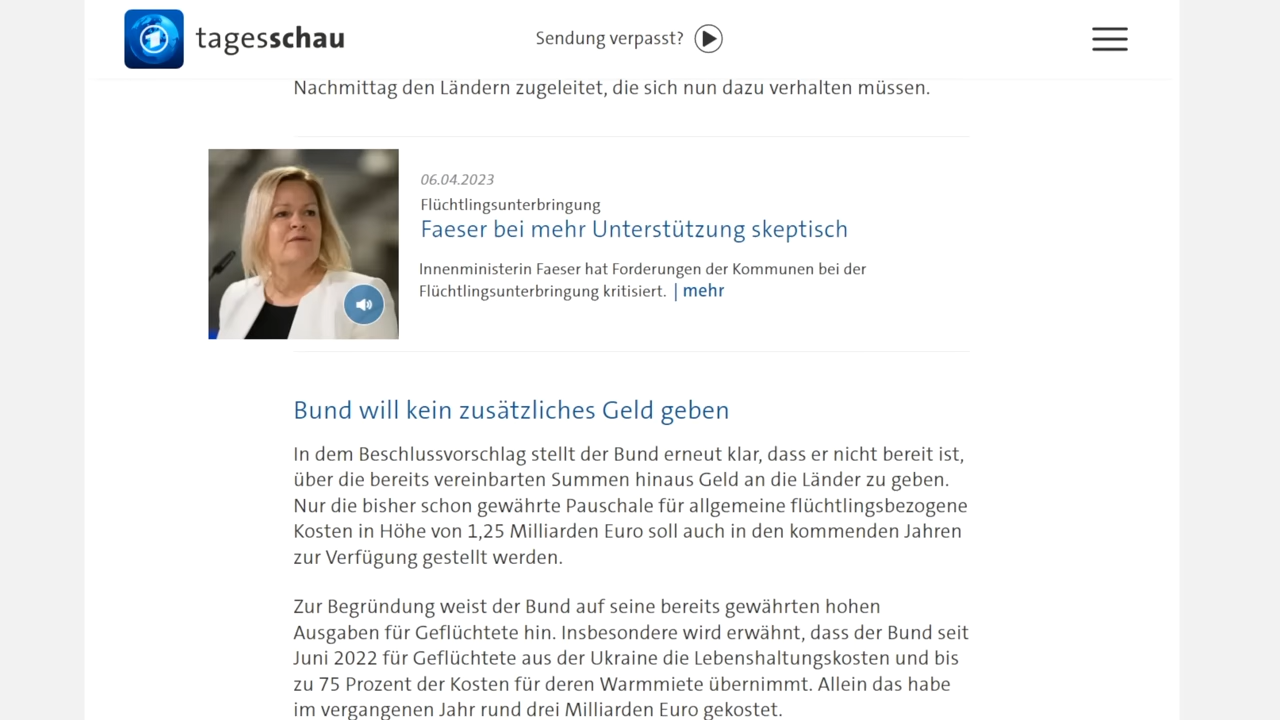 tagesschau
Sendung verpasst?
Nachmittag den Ländern zugeleitet, die sich nun dazu verhalten müssen.
06.04.2023
Flüchtlingsunterbringung
Faeser bei mehr Unterstützung skeptisch
Innenministerin Faeser hat Forderungen der Kommunen bei der
Flüchtlingsunterbringung kritisiert. | mehr
Bund will kein zusätzliches Geld geben
In dem Beschlussvorschlag stellt der Bund erneut klar, dass er nicht bereit ist,
über die bereits vereinbarten Summen hinaus Geld an die Länder zu geben.
Nur die bisher schon gewährte Pauschale für allgemeine flüchtlingsbezogene
Kosten in Höhe von 1,25 Milliarden Euro soll auch in den kommenden Jahren
zur Verfügung gestellt werden.
Zur Begründung weist der Bund auf seine bereits gewährten hohen
Ausgaben für Geflüchtete hin. Insbesondere wird erwähnt, dass der Bund seit
Juni 2022 für Geflüchtete aus der Ukraine die Lebenshaltungskosten und bis
zu 75 Prozent der Kosten für deren Warmmiete übernimmt. Allein das habe
im vergangenen Jahr rund drei Milliarden Euro gekostet.